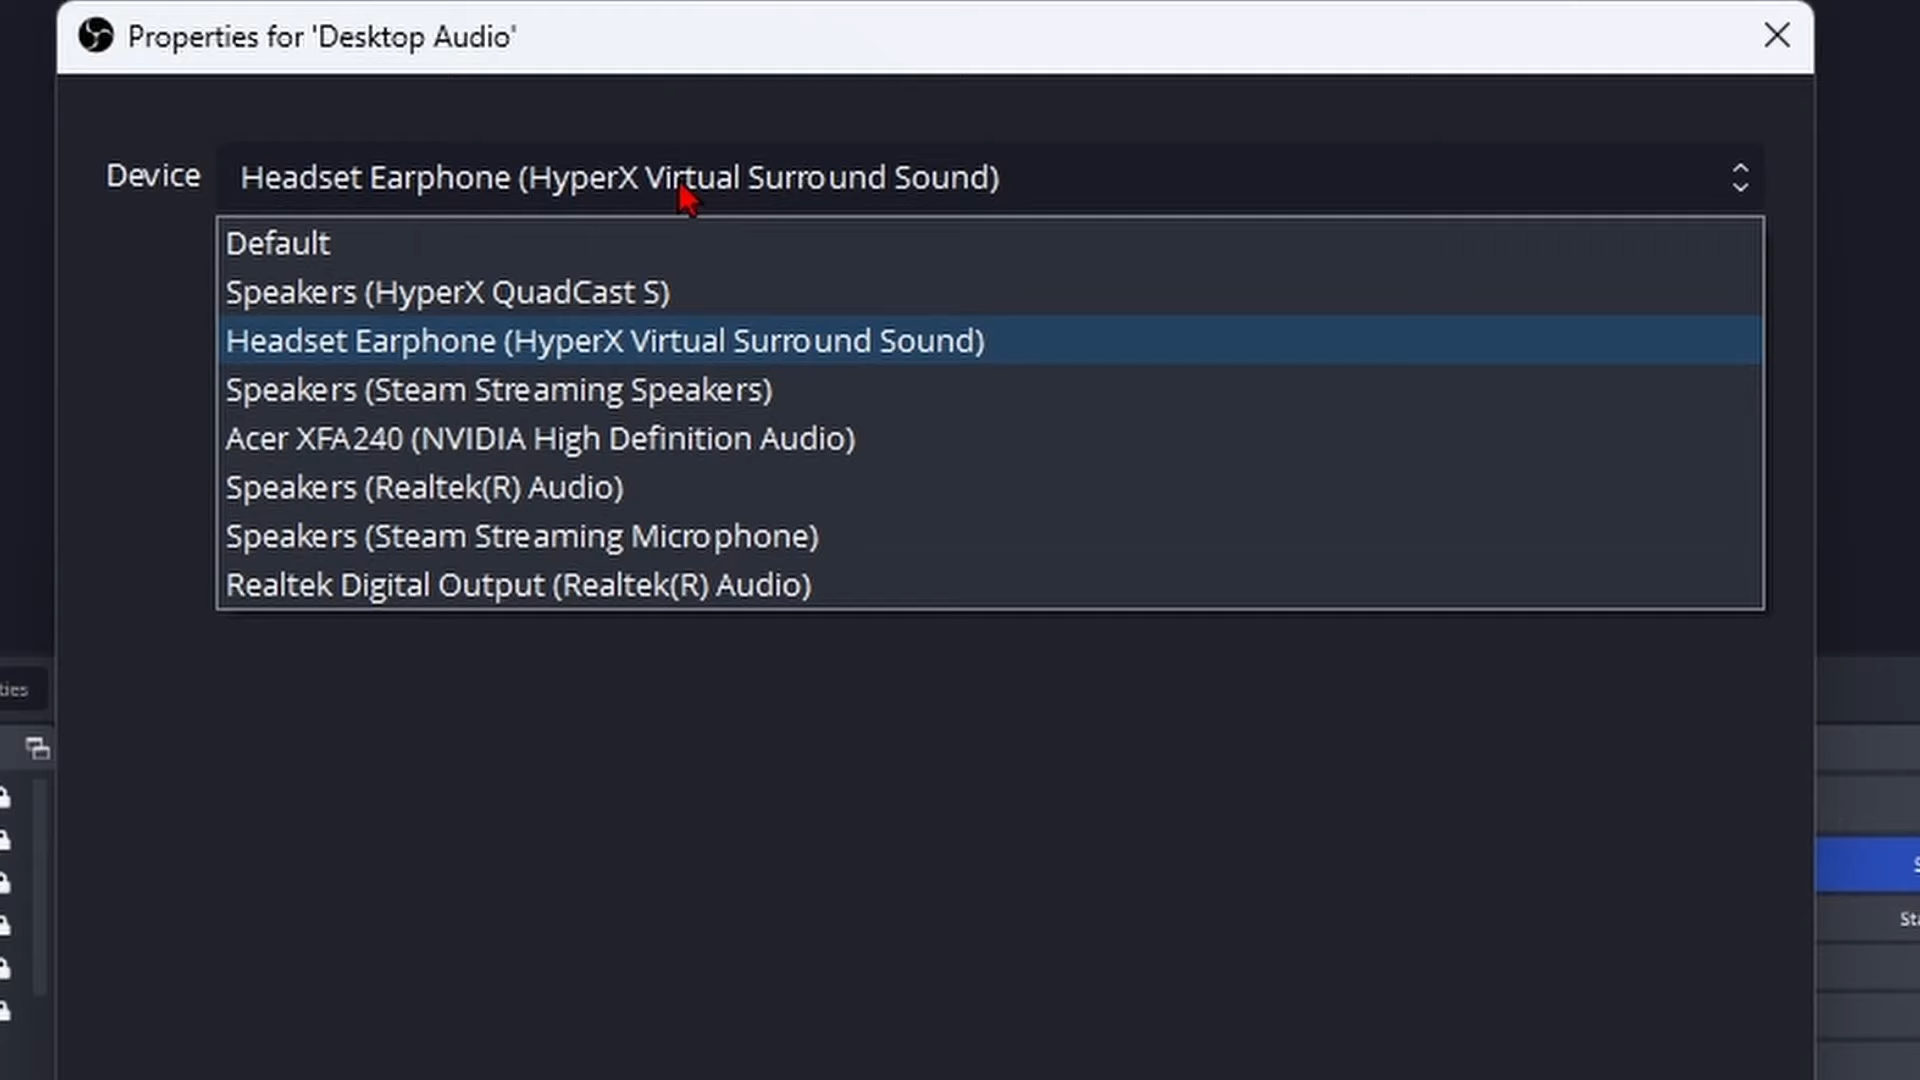 Properties for 'Desktop Audio'
Device Headset Earphone (HyperX Virtual Surround Sound)
Default
Speakers (HyperX QuadCast S)
Headset Earphone (HyperX Virtual Surround Sound)
Speakers (Steam Streaming Speakers)
Acer XFA240 (NVIDIA High Definition Audio)
Speakers (Realtek(R) Audio)
Speakers (Steam Streaming Microphone)
Realtek Digital Output (Realtek(R) Audio)
ties
S
Sta